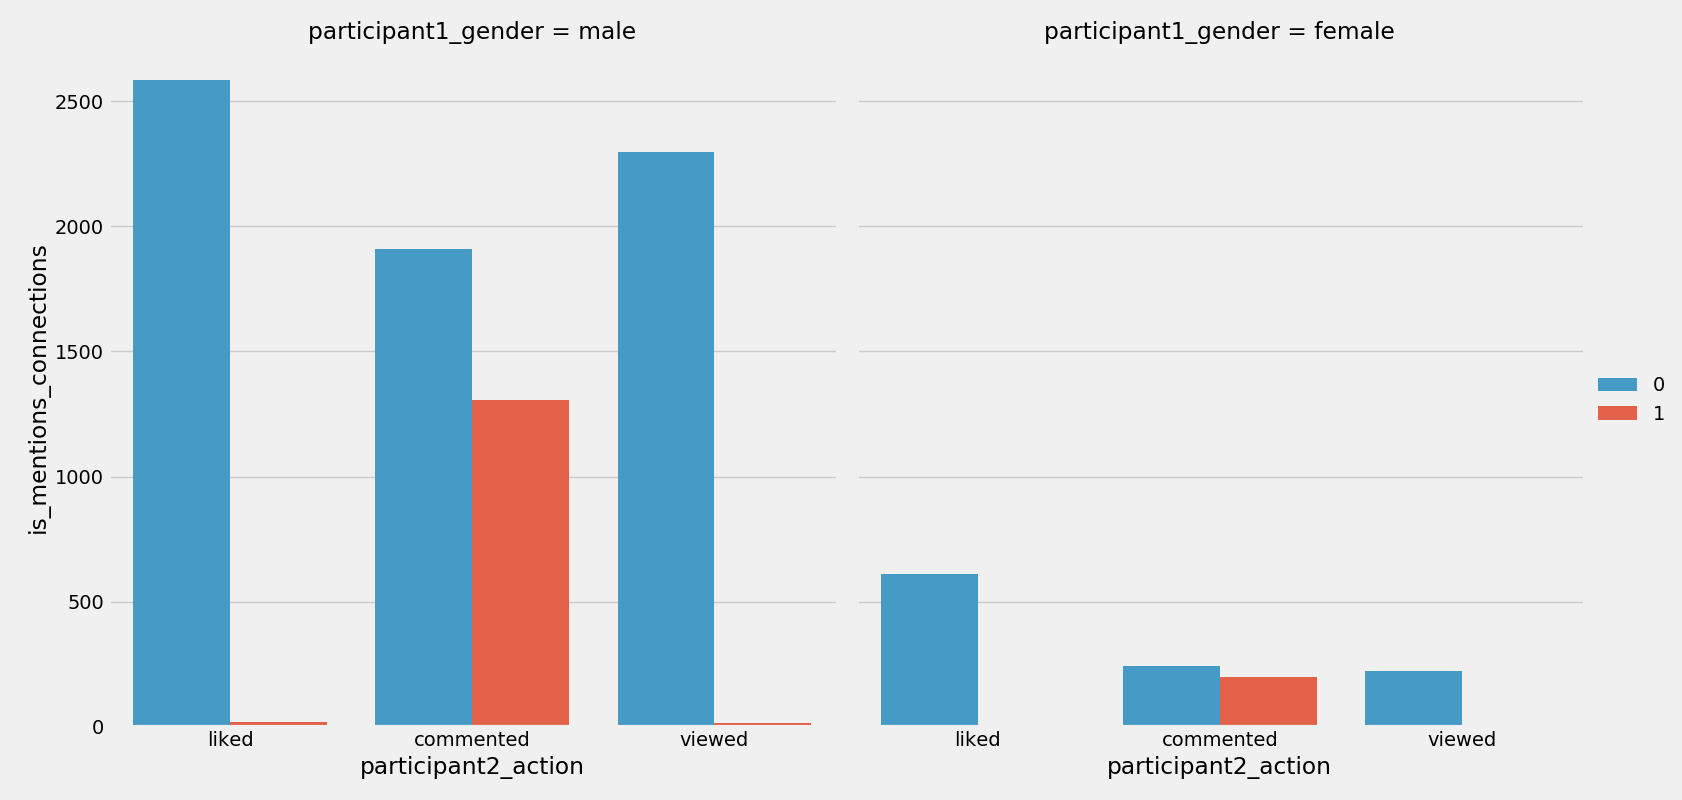 participant1_gender = male
participant1_gender = female
is_mentions_connections
2500
2000
1500
1000
500
0
liked
commented
viewed
participant2_action
liked
commented
viewed
participant2_action
0
1